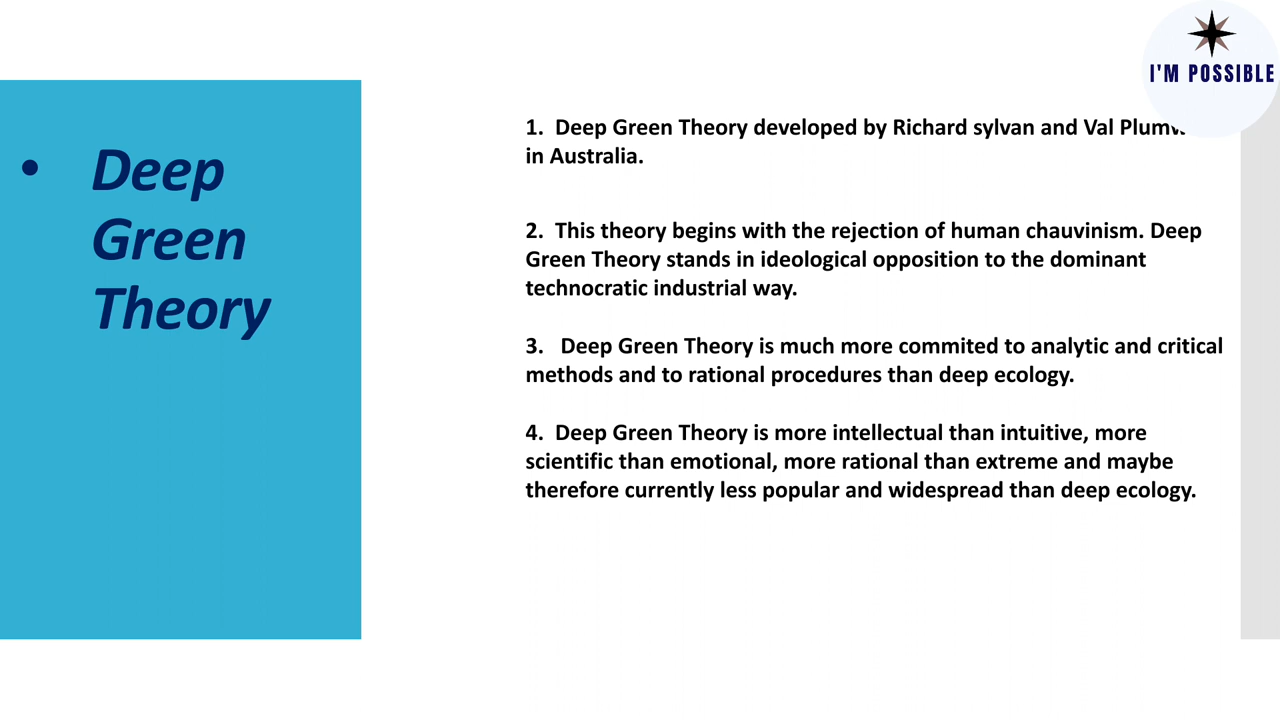 I'M POSSIBLE
• Deep
Green
Theory
1. Deep Green Theory developed by Richard sylvan and Val
in Australia.
2. This theory begins with the rejection of human chauvinism. Deep
Green Theory stands in ideological opposition to the dominant
technocratic industrial way.
3. Deep Green Theory is much more commited to analytic and critical
methods and to rational procedures than deep ecology.
4. Deep Green Theory is more intellectual than intuitive, more
scientific than emotional, more rational than extreme and maybe
therefore currently less popular and widespread than deep ecology.